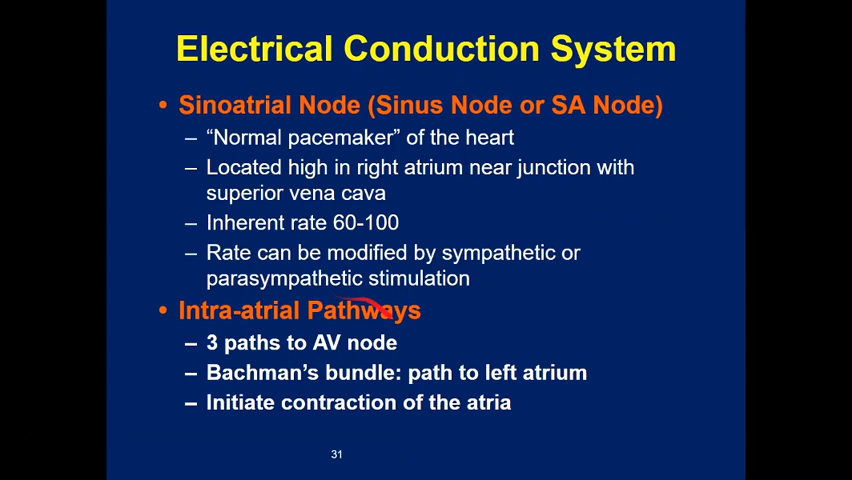 Electrical Conduction System
• Sinoatrial Node (Sinus Node or SA Node)
– “Normal pacemaker” of the heart
– Located high in right atrium near junction with
superior vena cava
– Inherent rate 60-100
– Rate can be modified by sympathetic or
parasympathetic stimulation
• Intra-atrial Pathways
– 3 paths to AV node
– Bachman’s bundle: path to left atrium
– Initiate contraction of the atria
31